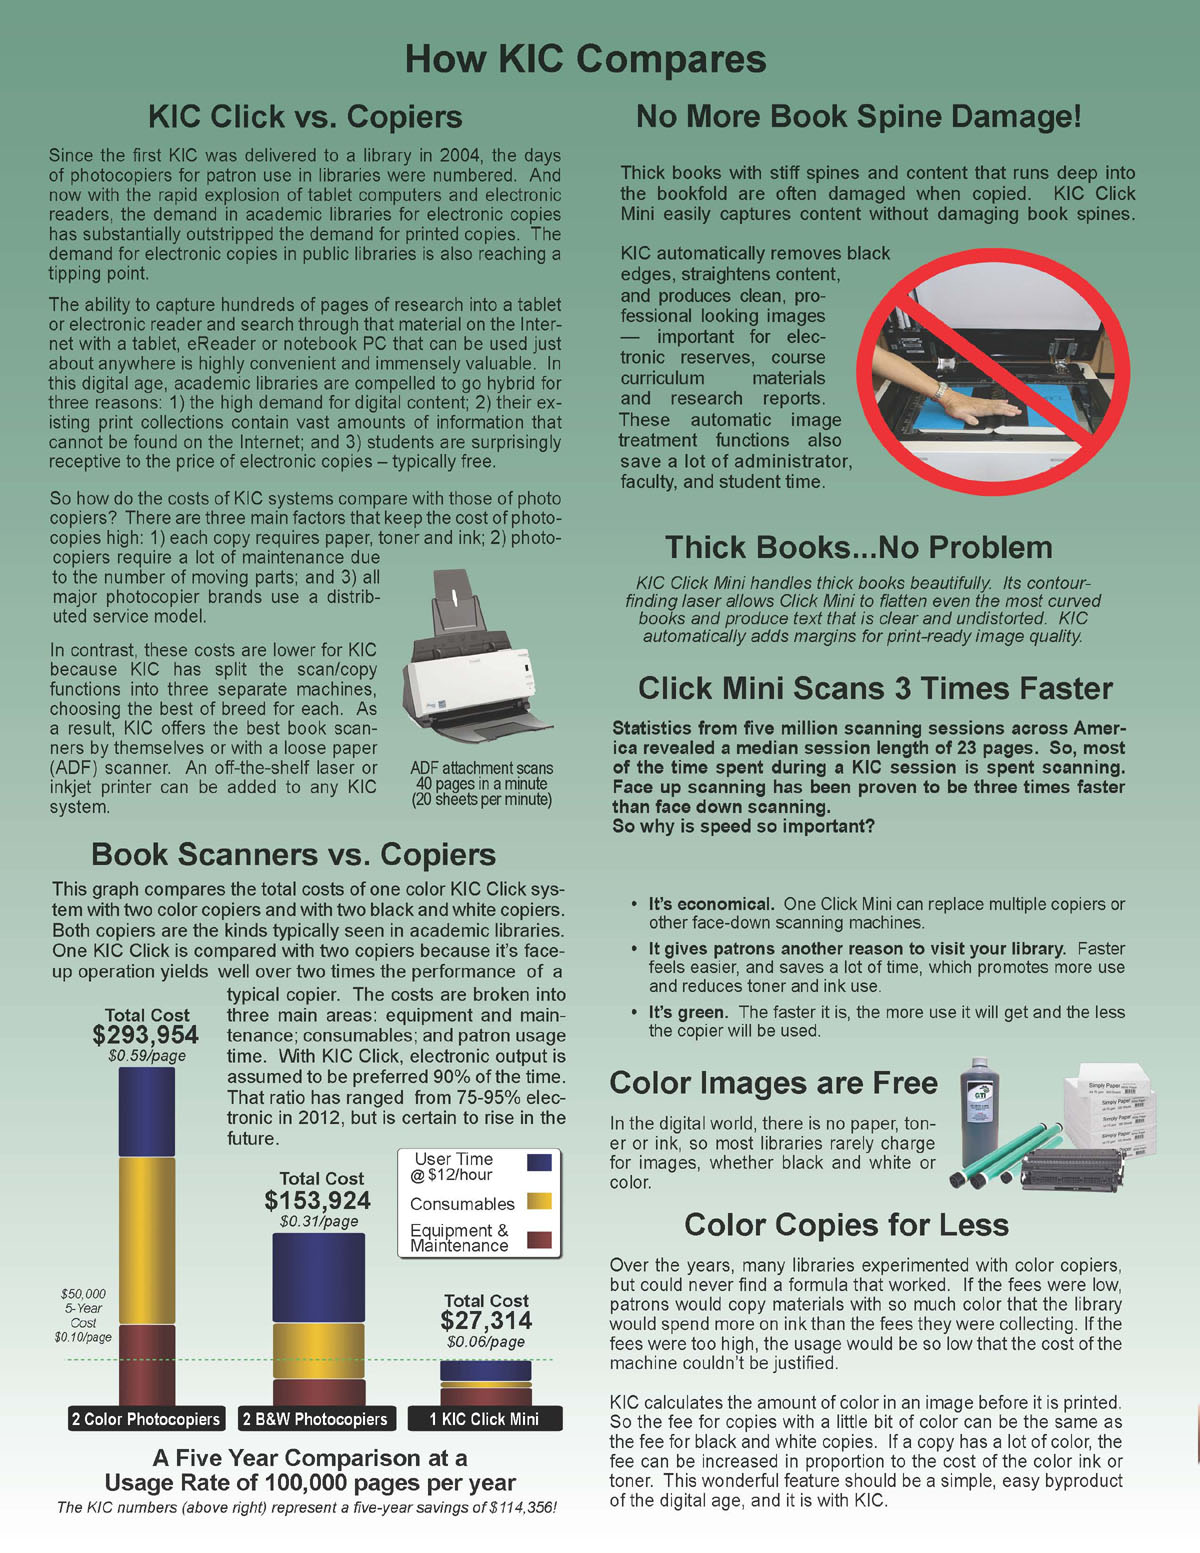 How KIC Compares
KIC Click vs. Copiers
Since the first KIC was delivered to a library in 2004, the days
of photocopiers for patron use in libraries were numbered. And
now with the rapid explosion of tablet computers and electronic
readers, the demand in academic libraries for electronic copies
has substantially outstripped the demand for printed copies. The
demand for electronic copies in public libraries is also reaching a
tipping point.
The ability to capture hundreds of pages of research into a tablet
or electronic reader and search through that material on the Inter-
net with a tablet, eReader or notebook PC that can be used just
about anywhere is highly convenient and immensely valuable. In
this digital age, academic libraries are compelled to go hybrid for
three reasons: 1) the high demand for digital content; 2) their ex-
isting print collections contain vast amounts of information that
cannot be found on the Internet; and 3) students are surprisingly
receptive to the price of electronic copies – typically free.
So how do the costs of KIC systems compare with those of photo
copiers? There are three main factors that keep the cost of photo-
copies high: 1) each copy requires paper, toner and ink; 2) photo-
copiers require a lot of maintenance due
to the number of moving parts; and 3) all
major photocopier brands use a distrib-
uted service model.
In contrast, these costs are lower for KIC
because KIC has split the scan/copy
functions into three separate machines,
choosing the best of breed for each. As
a result, KIC offers the best book scan-
ners by themselves or with a loose paper
(ADF) scanner. An off-the-shelf laser or
inkjet printer can be added to any KIC
system.
ADF attachment scans
40 pages in a minute
(20 sheets per minute)
Book Scanners vs. Copiers
This graph compares the total costs of one color KIC Click sys-
tem with two color copiers and with two black and white copiers.
Both copiers are the kinds typically seen in academic libraries.
One KIC Click is compared with two copiers because it's face-
up operation yields well over two times the performance of a
typical copier. The costs are broken into
three main areas: equipment and main-
tenance; consumables; and patron usage
time. With KIC Click, electronic output is
assumed to be preferred 90% of the time.
That ratio has ranged from 75-95% elec-
tronic in 2012, but is certain to rise in the
future.
Total Cost
$293,954
$0.59/page
Total Cost
$153,924
$0.31/page
User Time
@ $12/hour
Consumables
Equipment &
Maintenance
$50,000
5-Year
Cost
$0.10/page
Total Cost
$27,314
$0.06/page
2 Color Photocopiers
2 B&W Photocopiers
1 KIC Click Mini
A Five Year Comparison at a
Usage Rate of 100,000 pages per year
The KIC numbers (above right) represent a five-year savings of $114,356!
No More Book Spine Damage!
Thick books with stiff spines and content that runs deep into
the bookfold are often damaged when copied. KIC Click
Mini easily captures content without damaging book spines.
KIC automatically removes black
edges, straightens content,
and produces clean, pro-
fessional looking images
— important for elec-
tronic reserves, course
curriculum materials
and research reports.
These automatic image
treatment functions also
save a lot of administrator,
faculty, and student time.
Thick Books...No Problem
KIC Click Mini handles thick books beautifully. Its contour-
finding laser allows Click Mini to flatten even the most curved
books and produce text that is clear and undistorted. KIC
automatically adds margins for print-ready image quality.
Click Mini Scans 3 Times Faster
Statistics from five million scanning sessions across Amer-
ica revealed a median session length of 23 pages. So, most
of the time spent during a KIC session is spent scanning.
Face up scanning has been proven to be three times faster
than face down scanning.
So why is speed so important?
• It's economical. One Click Mini can replace multiple copiers or
other face-down scanning machines.
• It gives patrons another reason to visit your library. Faster
feels easier, and saves a lot of time, which promotes more use
and reduces toner and ink use.
• It's green. The faster it is, the more use it will get and the less
the copier will be used.
Color Images are Free
In the digital world, there is no paper, ton-
er or ink, so most libraries rarely charge
for images, whether black and white or
color.
GTI
Simply Paper
Simply Paper
Simply Paper
Simply Paper
Color Copies for Less
Over the years, many libraries experimented with color copiers,
but could never find a formula that worked. If the fees were low,
patrons would copy materials with so much color that the library
would spend more on ink than the fees they were collecting. If the
fees were too high, the usage would be so low that the cost of the
machine couldn't be justified.
KIC calculates the amount of color in an image before it is printed.
So the fee for copies with a little bit of color can be the same as
the fee for black and white copies. If a copy has a lot of color, the
fee can be increased in proportion to the cost of the color ink or
toner. This wonderful feature should be a simple, easy byproduct
of the digital age, and it is with KIC.